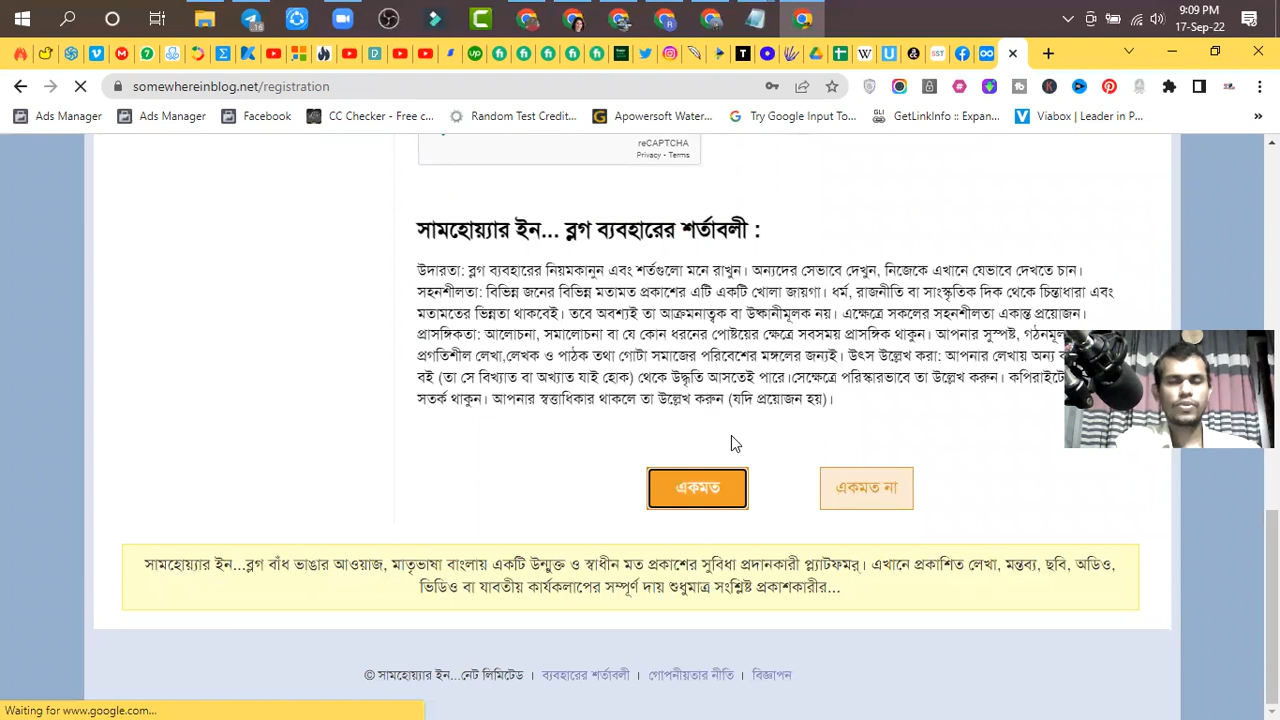 16
9:09 PM
17-Sep-22
somewhereinblog.net/registration
Ads Manager
Ads Manager
Facebook
CC Checker - Free c...
Random Test Credit...
Apowersoft Water...
Try Google Input To...
GetLinkInfo :: Expan...
Viabox | Leader in P...
reCAPTCHA
Privacy - Terms
সামহোয়্যার ইন... ব্লগ ব্যবহারের শর্তাবলী :
উদারতা: ব্লগ ব্যবহারের নিয়মকানুন এবং শর্তগুলো মনে রাখুন। অন্যদের সেভাবে দেখুন, নিজেকে এখানে যেভাবে দেখতে চান।
সহনশীলতা: বিভিন্ন জনের বিভিন্ন মতামত প্রকাশের এটি একটি খোলা জায়গা। ধর্ম, রাজনীতি বা সাংস্কৃতিক দিক থেকে চিন্তাধারা এবং
মতামতের ভিন্নতা থাকবেই। তবে অবশ্যই তা আক্রমনাত্বক বা উষ্কানীমূলক নয়। এক্ষেত্রে সকলের সহনশীলতা একান্ত প্রয়োজন।
প্রাসঙ্গিকতা: আলোচনা, সমালোচনা বা যে কোন ধরনের পোষ্টয়ের ক্ষেত্রে সবসময় প্রাসঙ্গিক থাকুন। আপনার সুস্পষ্ট, গঠনমূল
প্রগতিশীল লেখা,লেখক ও পাঠক তথা গোটা সমাজের পরিবেশের মঙ্গলের জন্যই। উৎস উল্লেখ করা: আপনার লেখায় অন্য
বই (তা সে বিখ্যাত বা অখ্যাত যাই হোক) থেকে উদ্ধৃতি আসতেই পারে।সেক্ষেত্রে পরিস্কারভাবে তা উল্লেখ করুন। কপিরাইটে
সতর্ক থাকুন। আপনার স্বত্তাধিকার থাকলে তা উল্লেখ করুন (যদি প্রয়োজন হয়)।
একমত
একমত না
সামহোয়্যার ইন...ব্লগ বাঁধ ভাঙার আওয়াজ, মাতৃভাষা বাংলায় একটি উন্মুক্ত ও স্বাধীন মত প্রকাশের সুবিধা প্রদানকারী প্ল্যাটফমর্। এখানে প্রকাশিত লেখা, মন্তব্য, ছবি, অডিও,
ভিডিও বা যাবতীয় কার্যকলাপের সম্পূর্ণ দায় শুধুমাত্র সংশ্লিষ্ট প্রকাশকারীর...
© সামহোয়্যার ইন...নেট লিমিটেড | ব্যবহারের শর্তাবলী | গোপনীয়তার নীতি | বিজ্ঞাপন
Waiting for www.google.com...